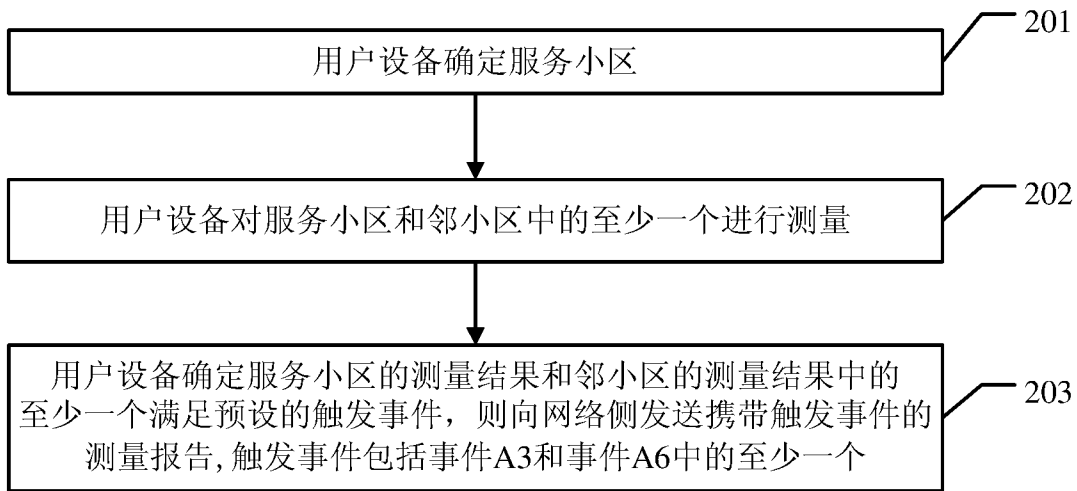 201
用户设备确定服务小区
202
用户设备对服务小区和邻小区中的至少一个进行测量
用户设备确定服务小区的测量结果和邻小区的测量结果中的
至少一个满足预设的触发事件，则向网络侧发送携带触发事件的
测量报告,触发事件包括事件A3和事件A6中的至少一个
203